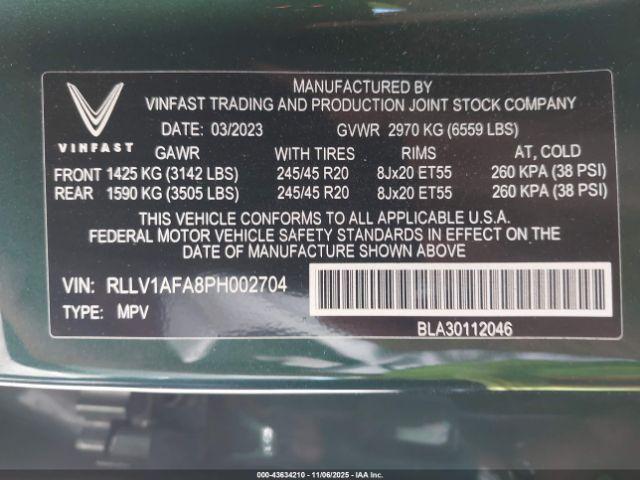 MANUFACTURED BY
VINFAST TRADING AND PRODUCTION JOINT STOCK COMPANY
VINFAST
DATE: 03/2023 GVWR 2970 KG (6559 LBS)
GAWR WITH TIRES RIMS AT, COLD
FRONT 1425 KG (3142 LBS) 245/45 R20 8Jx20 ET55 260 KPA (38 PSI)
REAR 1590 KG (3505 LBS) 245/45 R20 8Jx20 ET55 260 KPA (38 PSI)
THIS VEHICLE CONFORMS TO ALL APPLICABLE U.S.A.
FEDERAL MOTOR VEHICLE SAFETY STANDARDS IN EFFECT ON THE
DATE OF MANUFACTURE SHOWN ABOVE
VIN: RLLV1AFA8PH002704
TYPE: MPV
BLA30112046
000-43634210 - 11/06/2025 - IAA Inc.